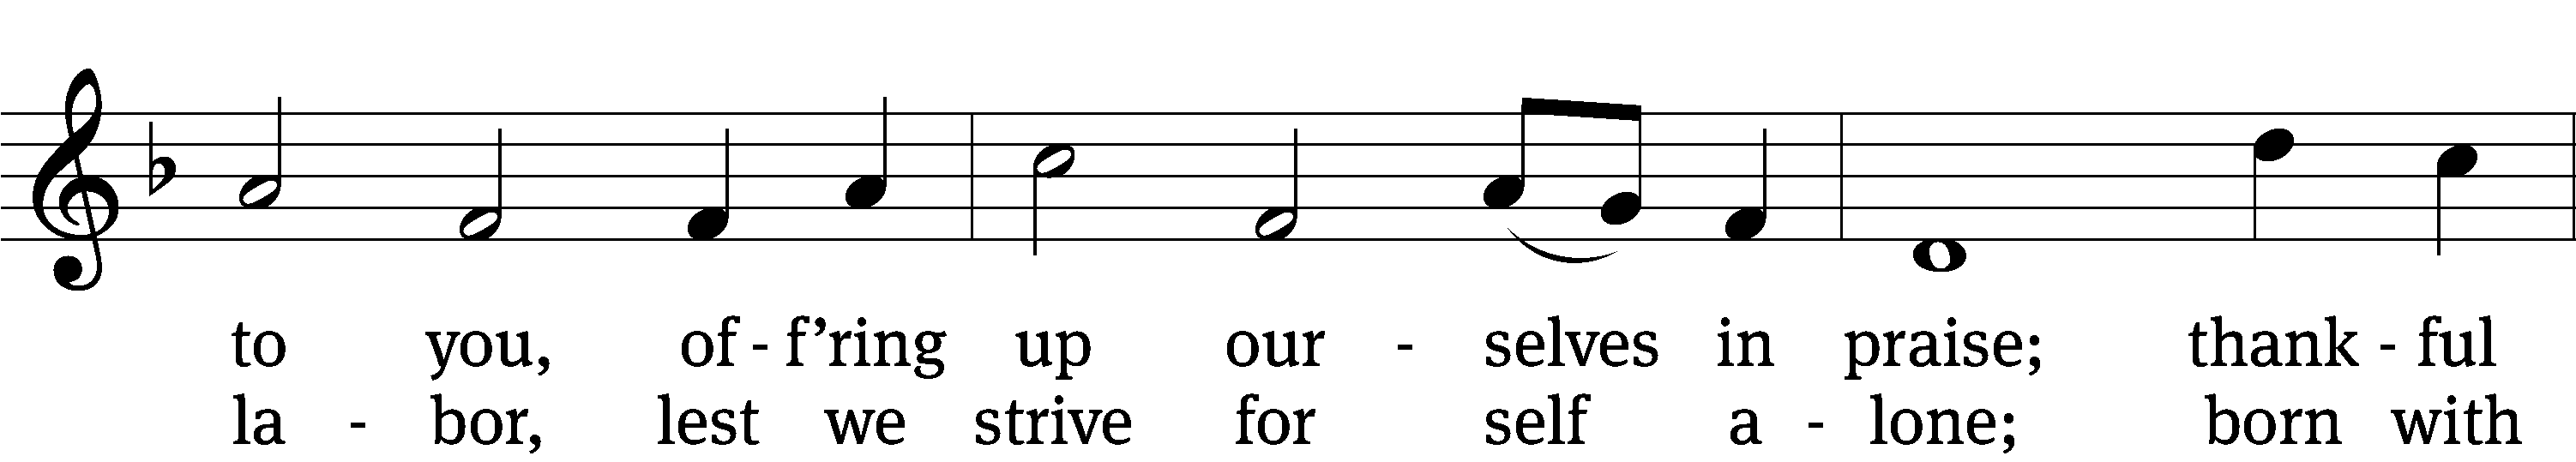 to you, of - f’ring up our - selves in praise; thank - ful
la - bor, lest we strive for self a - lone; born with